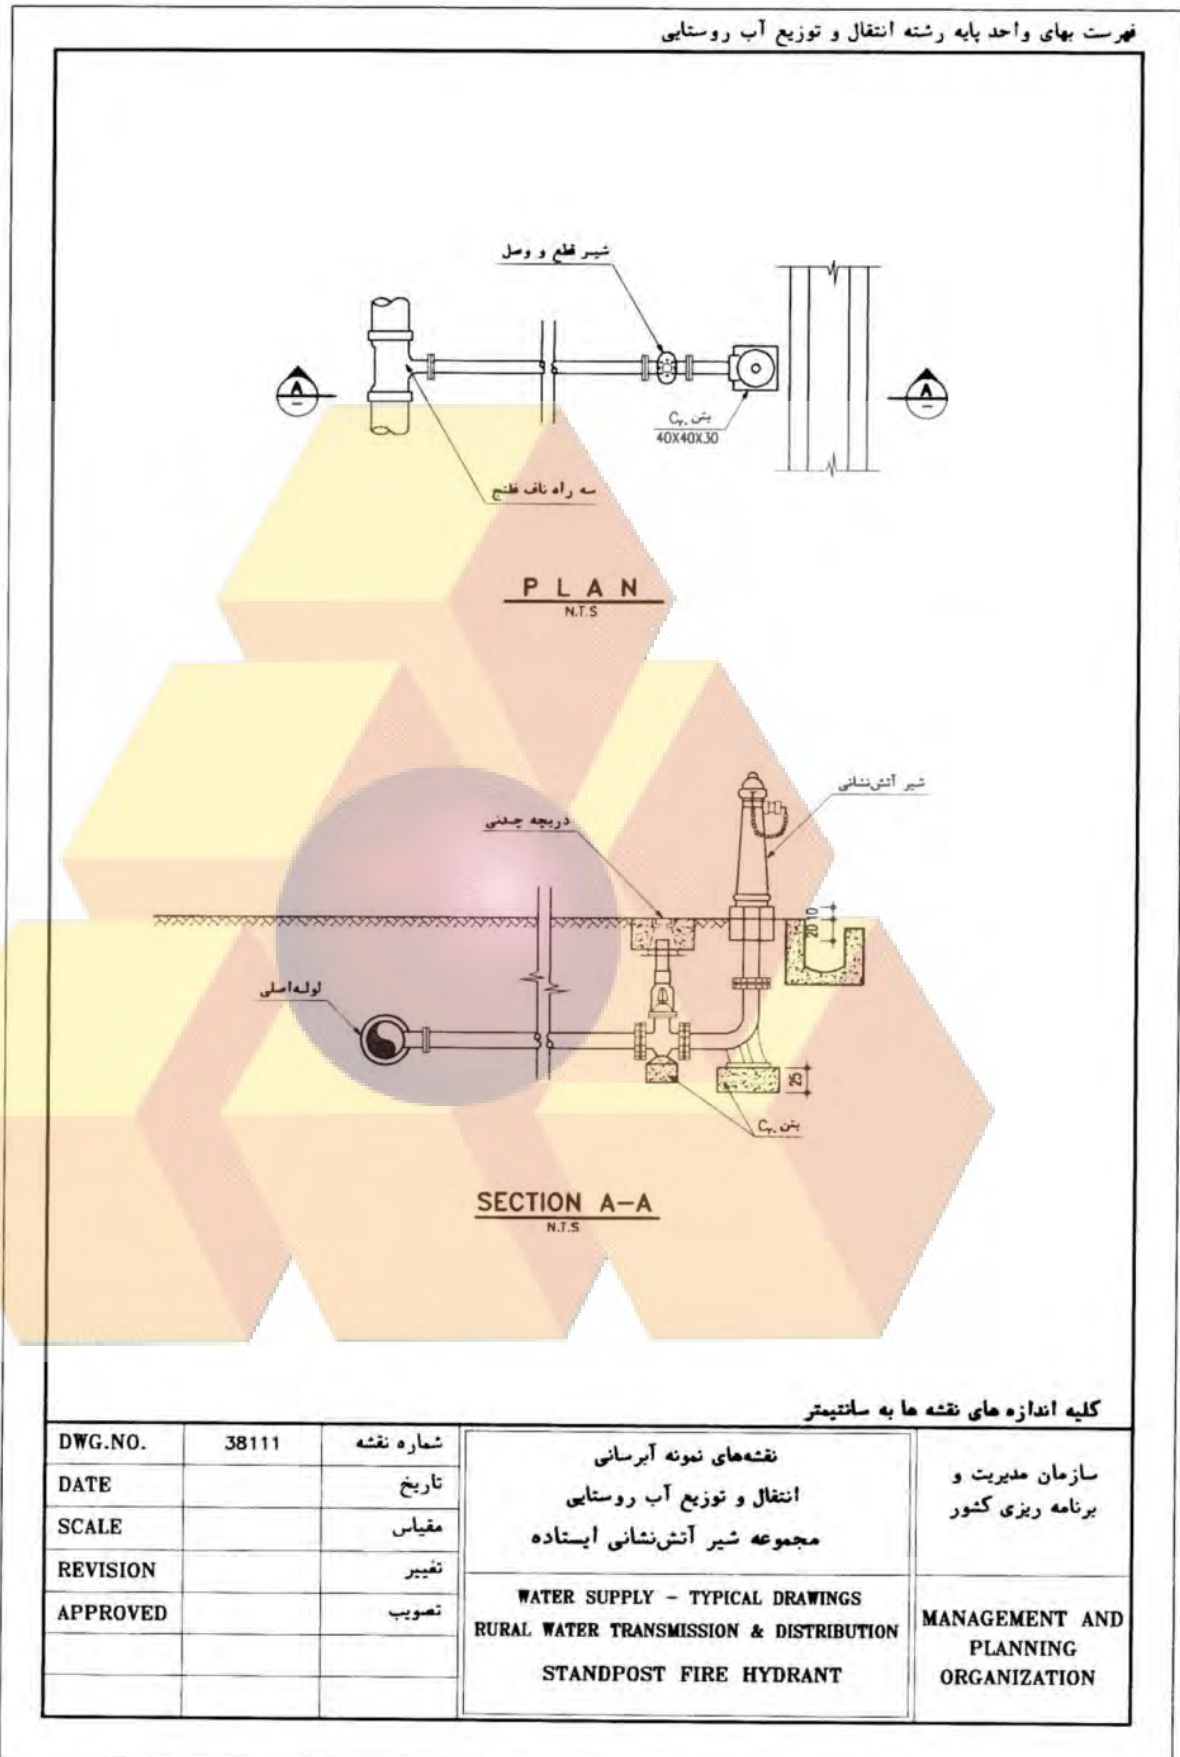 فهرست بهای واحد پایه رشته انتقال و توزیع آب روستایی
شیر قطع و وصل
A
–
A
–
بتن C۲۰
40X40X30
سه راه ناف فلنج
PLAN
N.T.S
شیر آتش‌نشانی
دریچه چدنی
10
20
لوله‌اصلی
25
بتن C۲۰
SECTION A-A
N.T.S
کلیه اندازه های نقشه ها به سانتیمتر
DWG.NO. 38111 شماره نقشه
DATE تاریخ
SCALE مقیاس
REVISION تغییر
APPROVED تصویب
نقشه‌های نمونه آبرسانی
انتقال و توزیع آب روستایی
مجموعه شیر آتش‌نشانی ایستاده
WATER SUPPLY - TYPICAL DRAWINGS
RURAL WATER TRANSMISSION & DISTRIBUTION
STANDPOST FIRE HYDRANT
سازمان مدیریت و
برنامه ریزی کشور
MANAGEMENT AND
PLANNING
ORGANIZATION